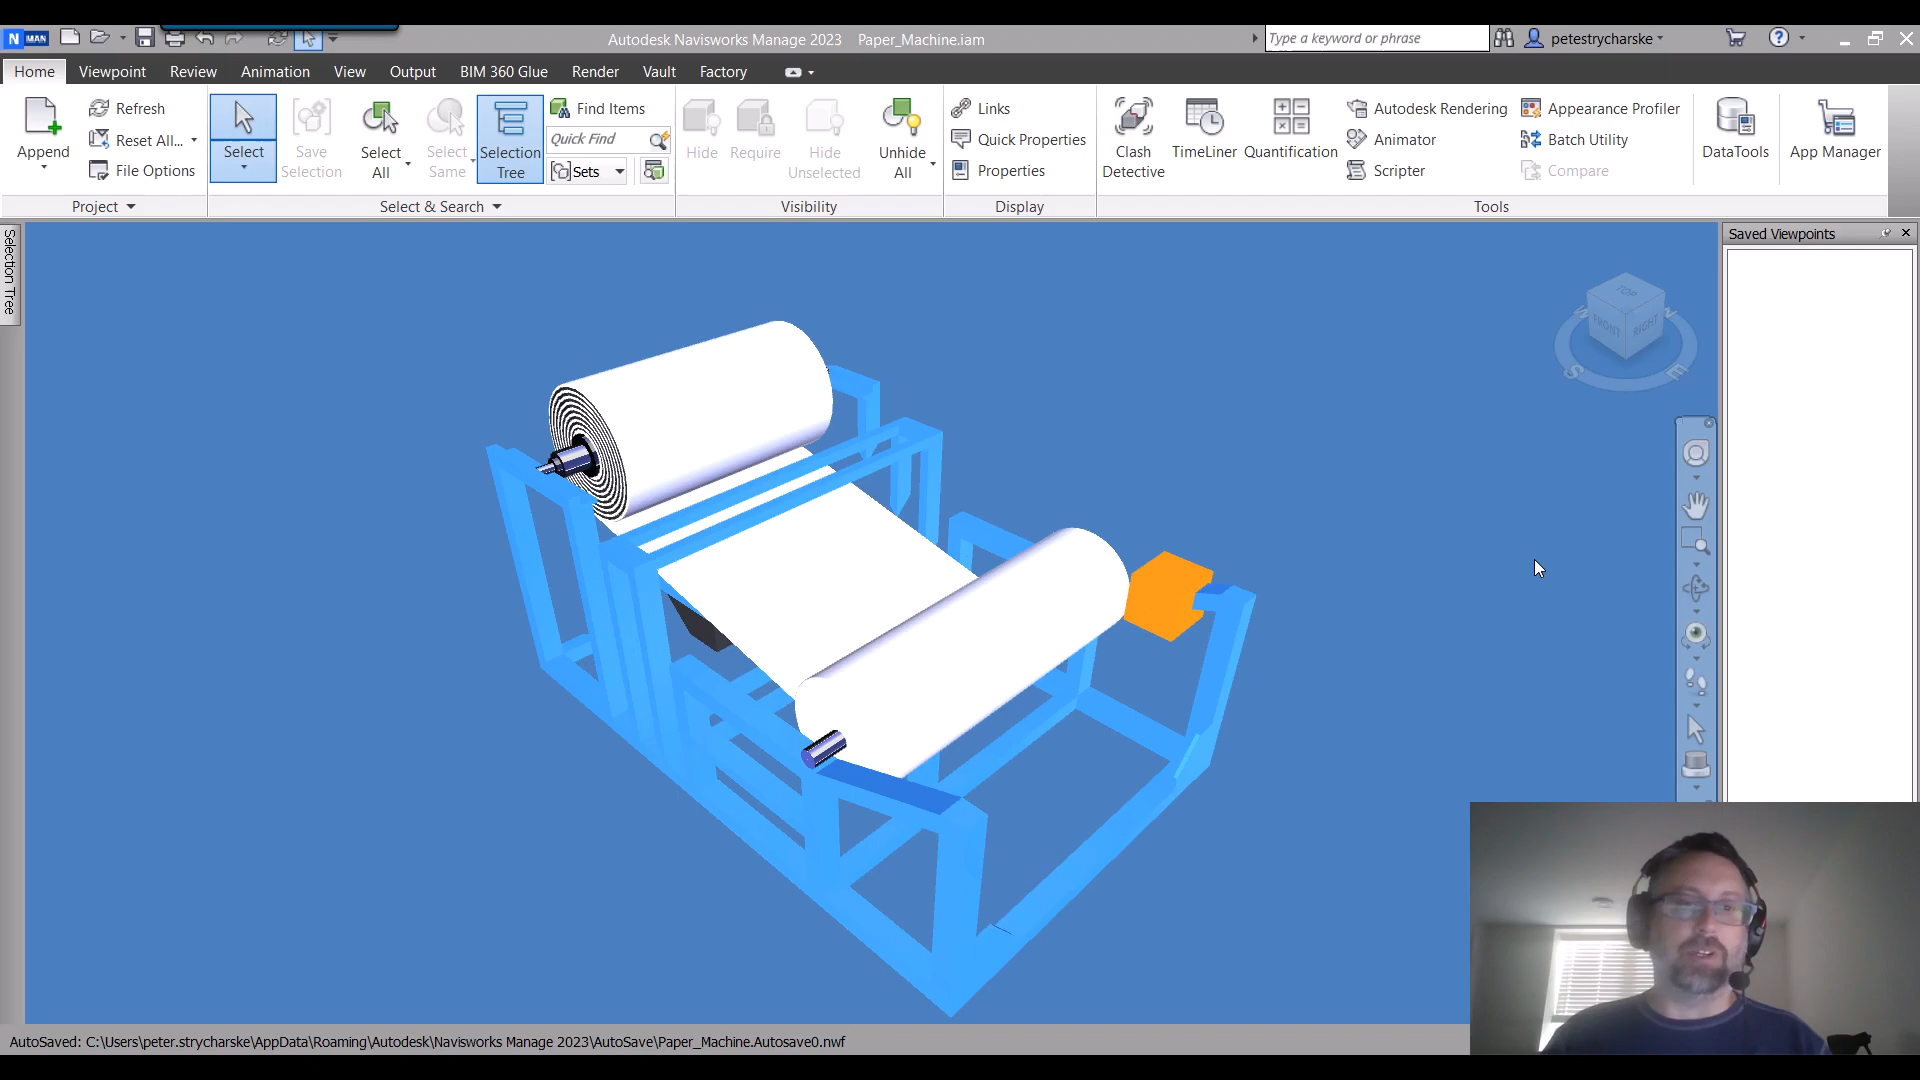 N MAN
Autodesk Navisworks Manage 2023 Paper_Machine.iam
Type a keyword or phrase
petestrycharske
Home Viewpoint Review Animation View Output BIM 360 Glue Render Vault Factory
Append
Refresh
Reset All...
File Options
Project
Select
Save Selection
Select All
Select Same
Selection Tree
Find Items
Quick Find
Sets
Select & Search
Hide
Require
Hide Unselected
Unhide All
Visibility
Links
Quick Properties
Properties
Display
Clash Detective
TimeLiner
Quantification
Autodesk Rendering
Animator
Scripter
Appearance Profiler
Batch Utility
Compare
DataTools
App Manager
Tools
Selection Tree
Saved Viewpoints
TOP
FRONT
RIGHT
S
E
AutoSaved: C:\Users\peter.strycharske\AppData\Roaming\Autodesk\Navisworks Manage 2023\AutoSave\Paper_Machine.Autosave0.nwf